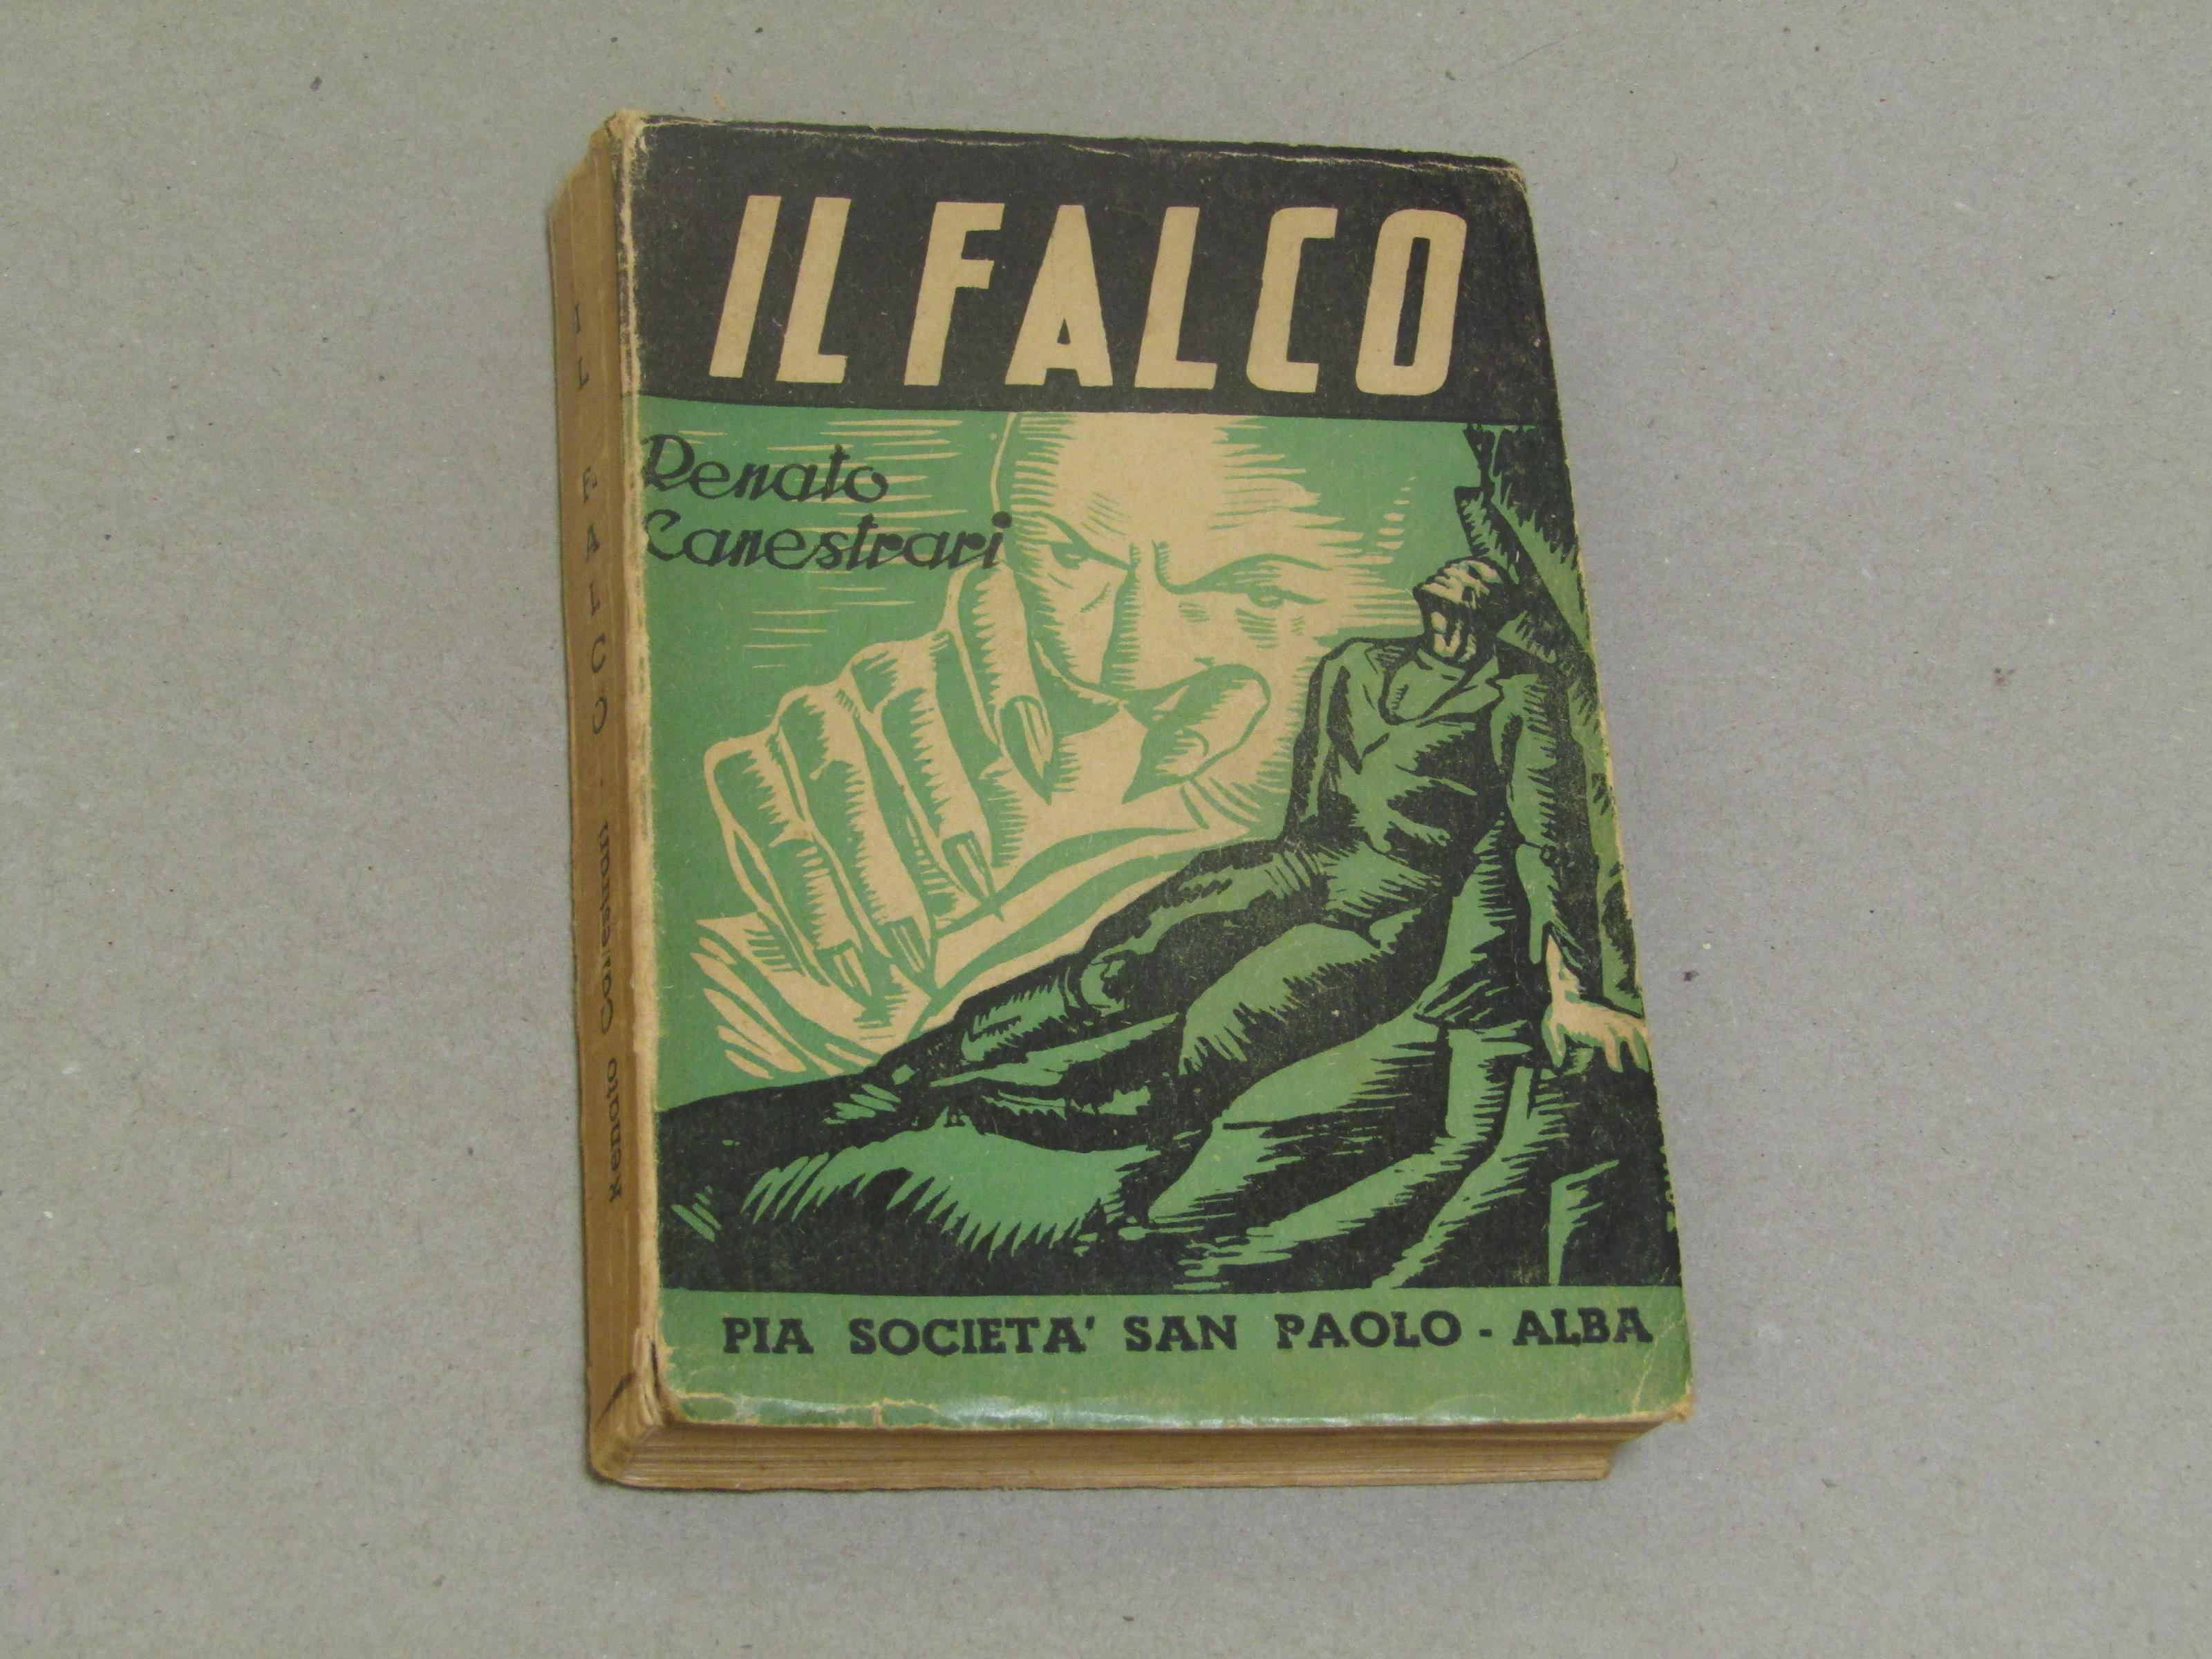 IL FALCO
Renato
Canestrari
PIA SOCIETA' SAN PAOLO - ALBA
IL FALCO - Renato Canestrari